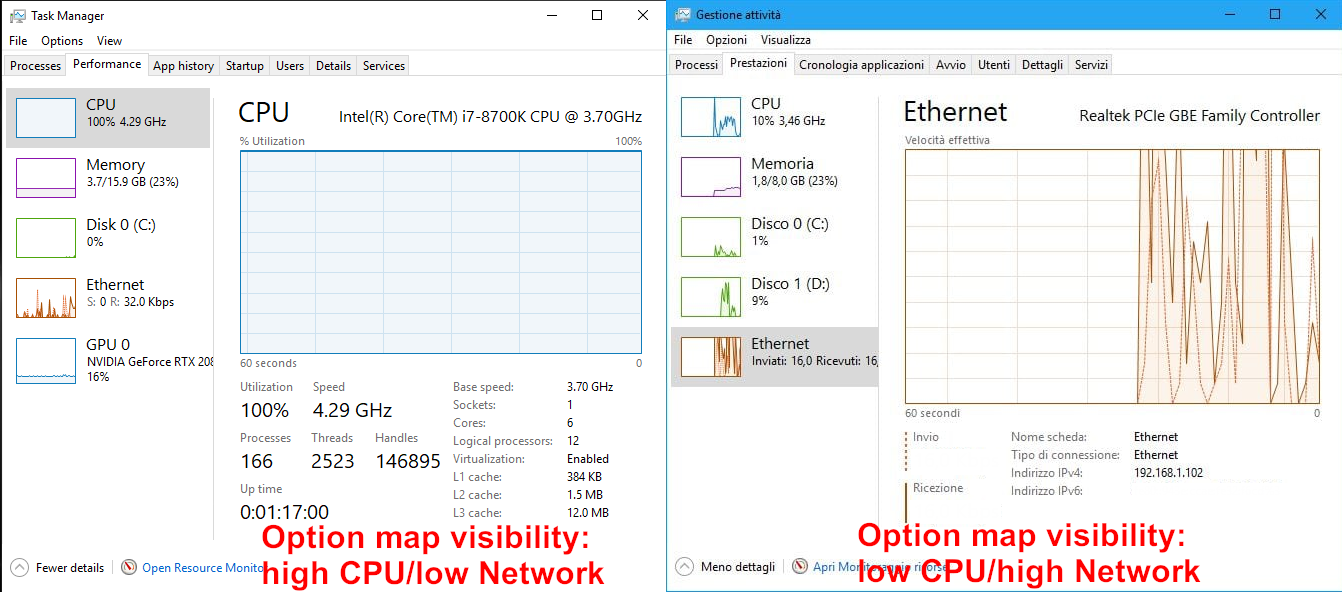 Task Manager
File Options View
Processes Performance App history Startup Users Details Services
CPU
100% 4.29 GHz
Memory
3.7/15.9 GB (23%)
Disk 0 (C:)
0%
Ethernet
S: 0 R: 32.0 Kbps
GPU 0
NVIDIA GeForce RTX 208
16%
CPU Intel(R) Core(TM) i7-8700K CPU @ 3.70GHz
% Utilization 100%
60 seconds 0
Utilization Speed
100% 4.29 GHz
Processes Threads Handles
166 2523 146895
Up time
0:01:17:00
Base speed: 3.70 GHz
Sockets: 1
Cores: 6
Logical processors: 12
Virtualization: Enabled
L1 cache: 384 KB
L2 cache: 1.5 MB
L3 cache: 12.0 MB
Option map visibility:
high CPU/low Network
Fewer details Open Resource Monito
Gestione attività
File Opzioni Visualizza
Processi Prestazioni Cronologia applicazioni Avvio Utenti Dettagli Servizi
CPU
10% 3,46 GHz
Memoria
1,8/8,0 GB (23%)
Disco 0 (C:)
1%
Disco 1 (D:)
9%
Ethernet
Inviati: 16,0 Ricevuti: 16,
Ethernet Realtek PCIe GBE Family Controller
Velocità effettiva
60 secondi 0
Invio
Ricezione
Nome scheda: Ethernet
Tipo di connessione: Ethernet
Indirizzo IPv4: 192.168.1.102
Indirizzo IPv6:
Option map visibility:
low CPU/high Network
Meno dettagli Apri Monitoraggio risorse